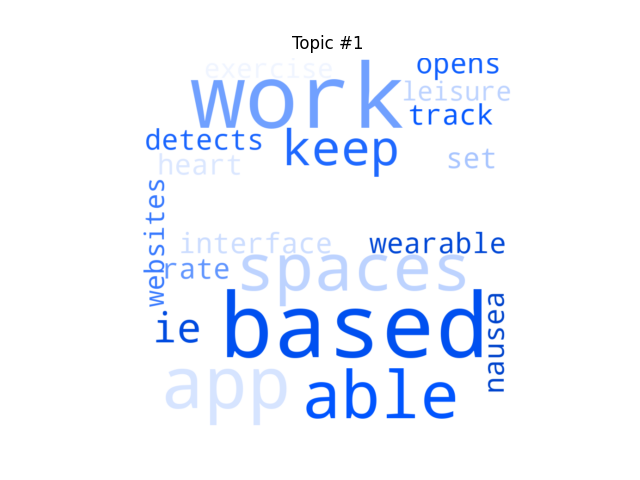 Topic #1
exercise
opens
work
leisure
track
detects
keep
heart
set
websites
interface
wearable
rate
spaces
based
ie
nausea
app
able